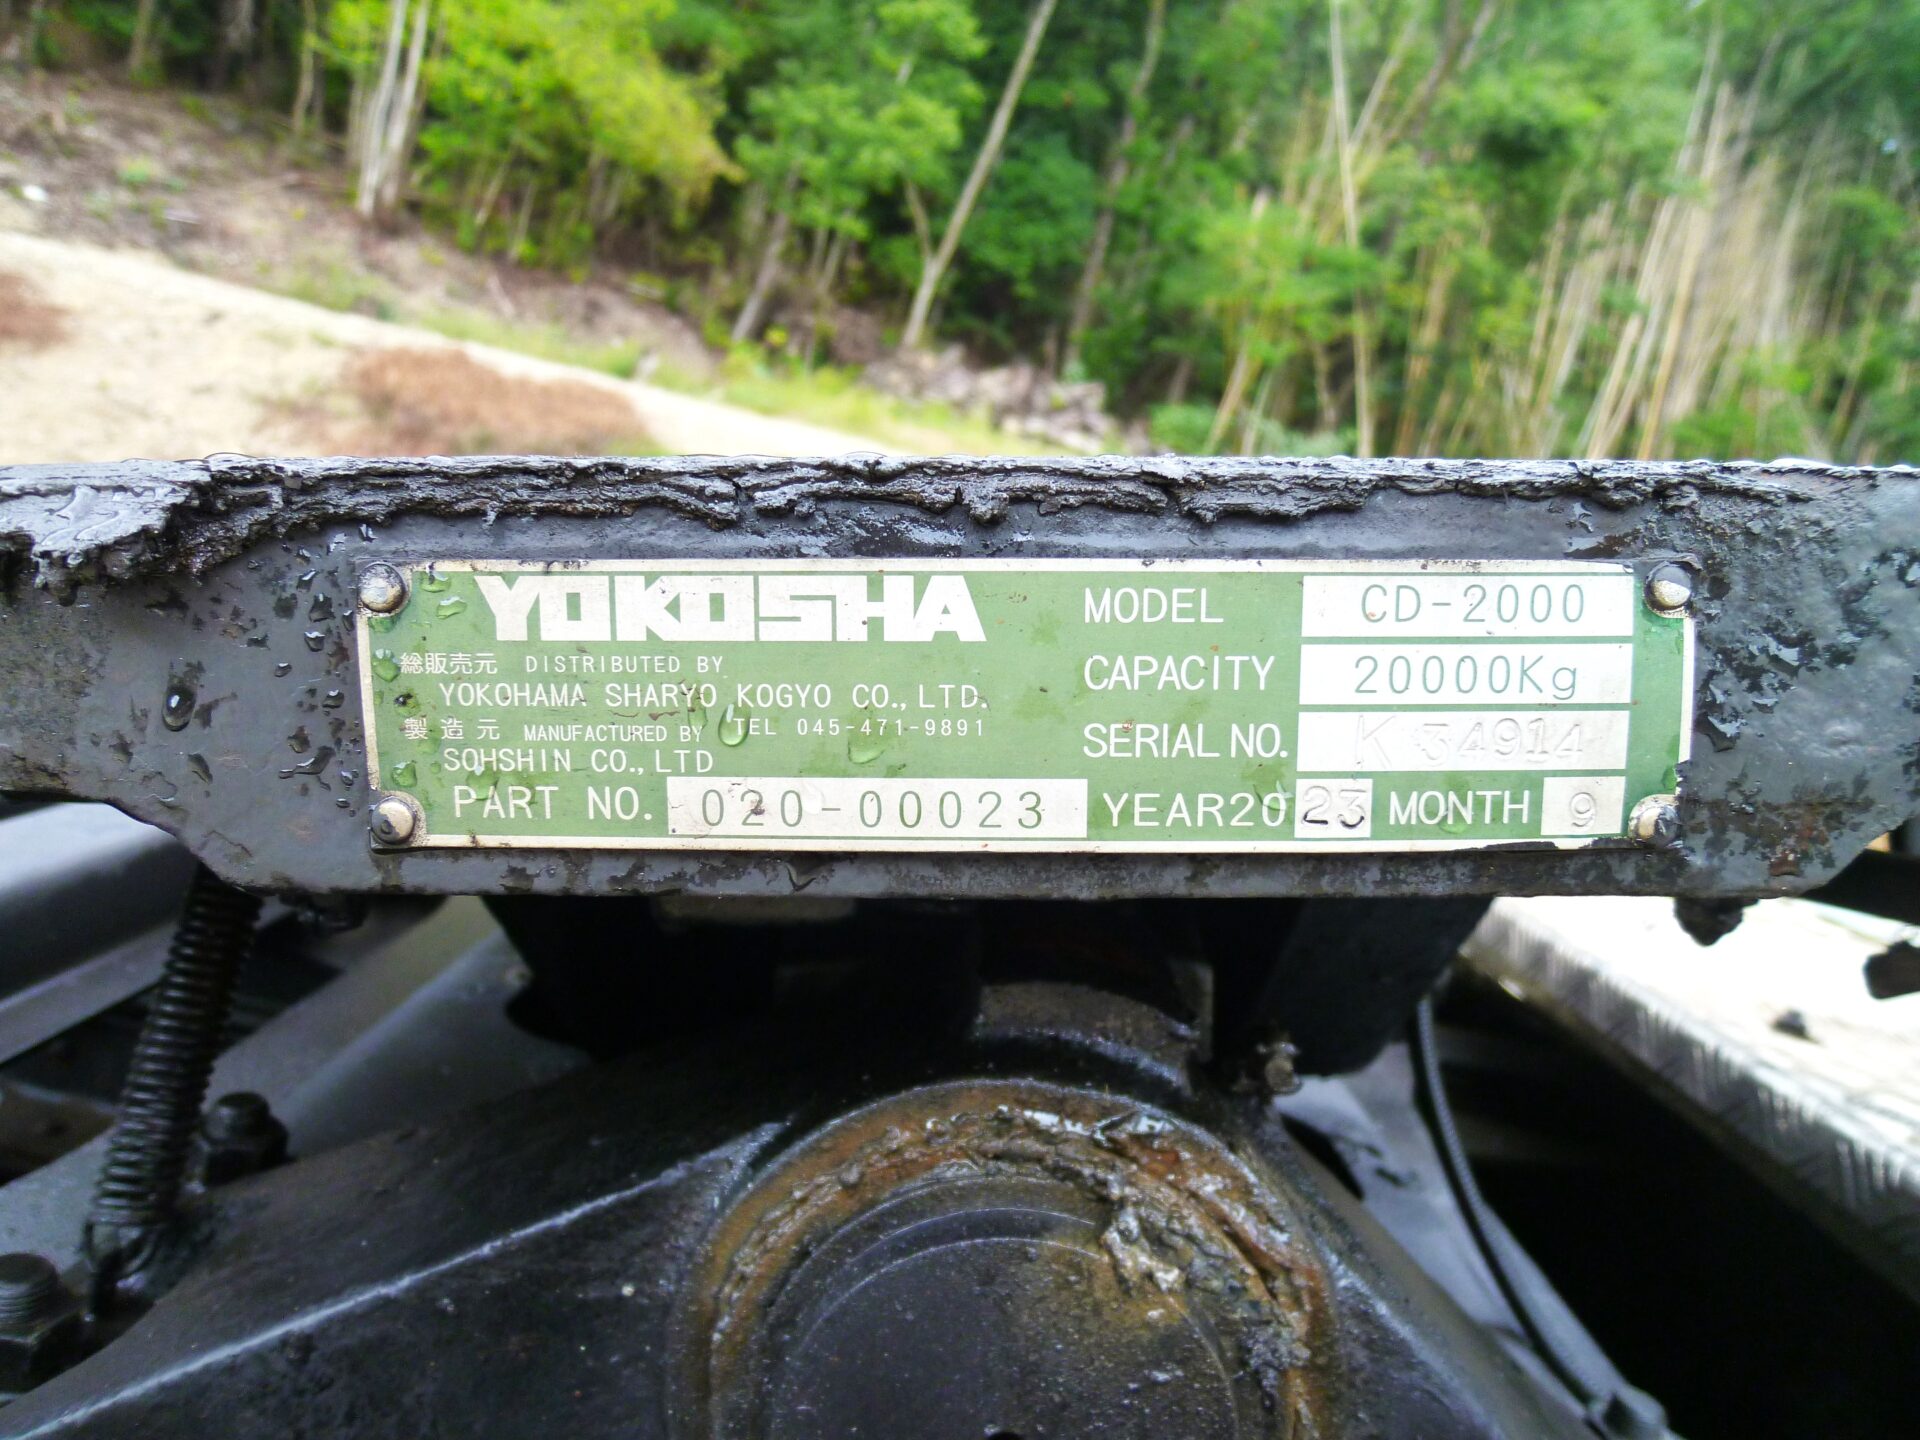 YOKOSHA
総販売元 DISTRIBUTED BY
YOKOHAMA SHARYO KOGYO CO.,LTD.
製造元 MANUFACTURED BY TEL 045-471-9891
SOHSHIN CO.,LTD
PART NO. 020-00023
MODEL CD-2000
CAPACITY 20000Kg
SERIAL NO. K 34914
YEAR2023 MONTH 9